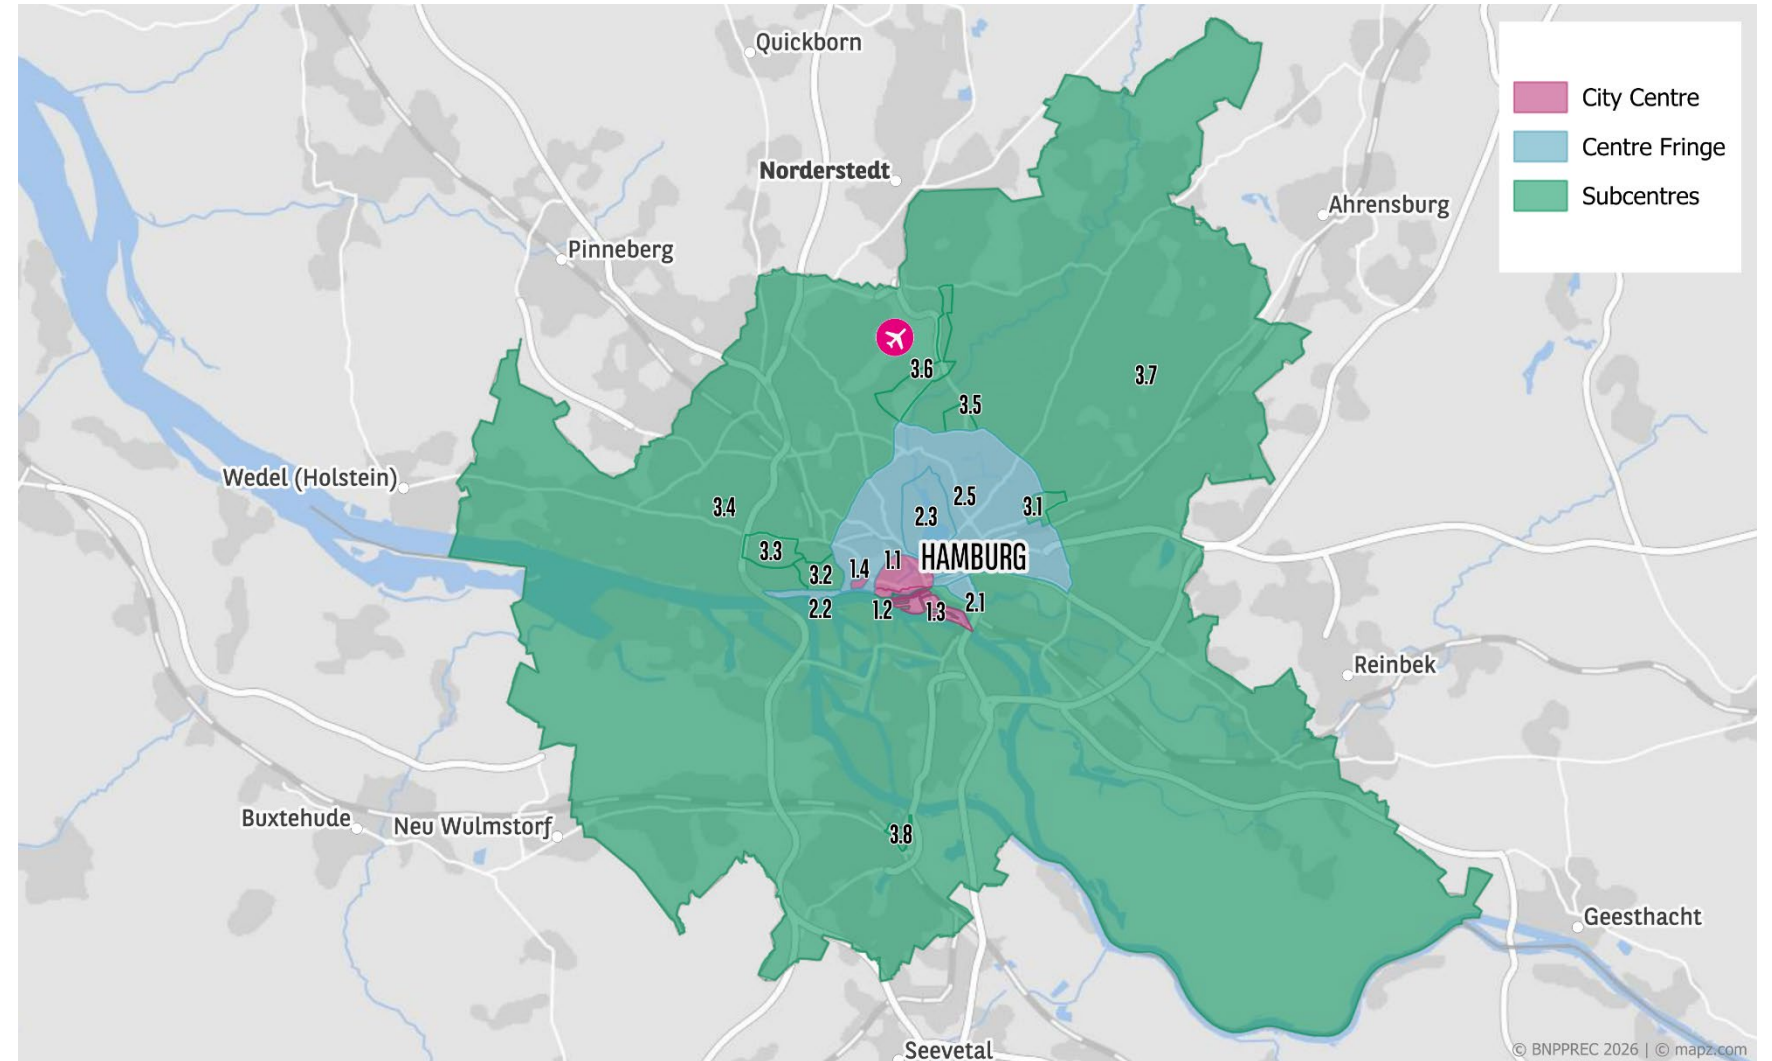 Quickborn
City Centre
Centre Fringe
Norderstedt
Subcentres
Ahrensburg
Pinneberg
3.6
3.7
3.5
Wedel (Holstein)
2.5
3.4
3.1
2.3
3.3
1.1
HAMBURG
1.4
3.2
2.2
1.2
1.3
2.1
Reinbek
Buxtehude
Neu Wulmstorf
3.8
Geesthacht
Seevetal
© BNPPREC 2026 | © mapz.com